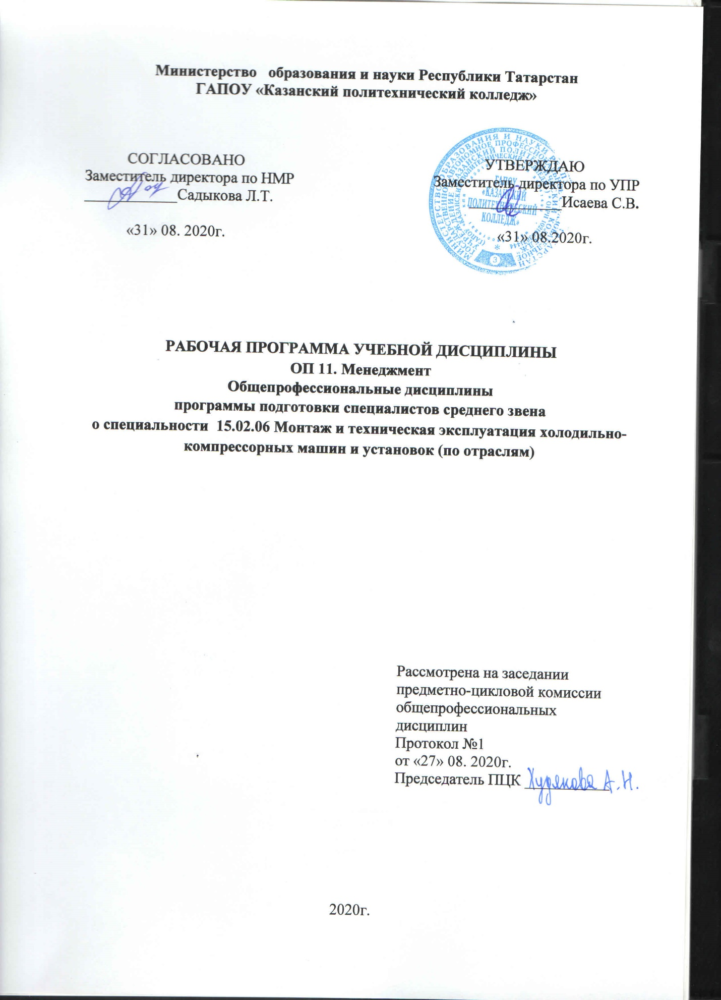 Министерство образования и науки Республики Татарстан
ГАПОУ «Казанский политехнический колледж»
СОГЛАСОВАНО
Заместитель директора по НМР
Садыкова Л.Т.
«31» 08. 2020г.
УТВЕРЖДАЮ
Заместитель директора по УПР
Исаева С.В.
«31» 08.2020г.
ГАПОУ
«КАЗАНСКИЙ
ПОЛИТЕХНИЧЕСКИЙ
КОЛЛЕДЖ»
3
РАБОЧАЯ ПРОГРАММА УЧЕБНОЙ ДИСЦИПЛИНЫ
ОП 11. Менеджмент
Общепрофессиональные дисциплины
программы подготовки специалистов среднего звена
о специальности 15.02.06 Монтаж и техническая эксплуатация холодильно-
компрессорных машин и установок (по отраслям)
Рассмотрена на заседании
предметно-цикловой комиссии
общепрофессиональных
дисциплин
Протокол №1
от «27» 08. 2020г.
Председатель ПЦК Худякова А.Н.
2020г.